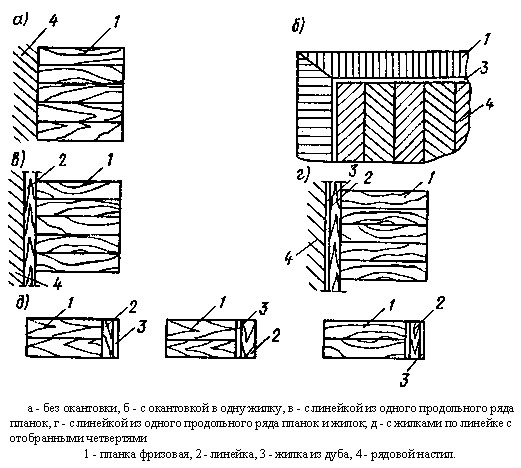 а)
4
1
б)
1
3
4
в)
2
1
4
г)
3
2
1
4
д)
1
2
3
1
3
2
1
2
3
а - без окантовки, б - с окантовкой в одну жилку, в - с линейкой из одного продольного ряда
планок, г - с линейкой из одного продольного ряда планок и жилок; д - с жилками по линейке с
отобранными четвертями
1 - планка фризовая, 2 - линейка, 3 - жилка из дуба, 4 - рядовой настил.